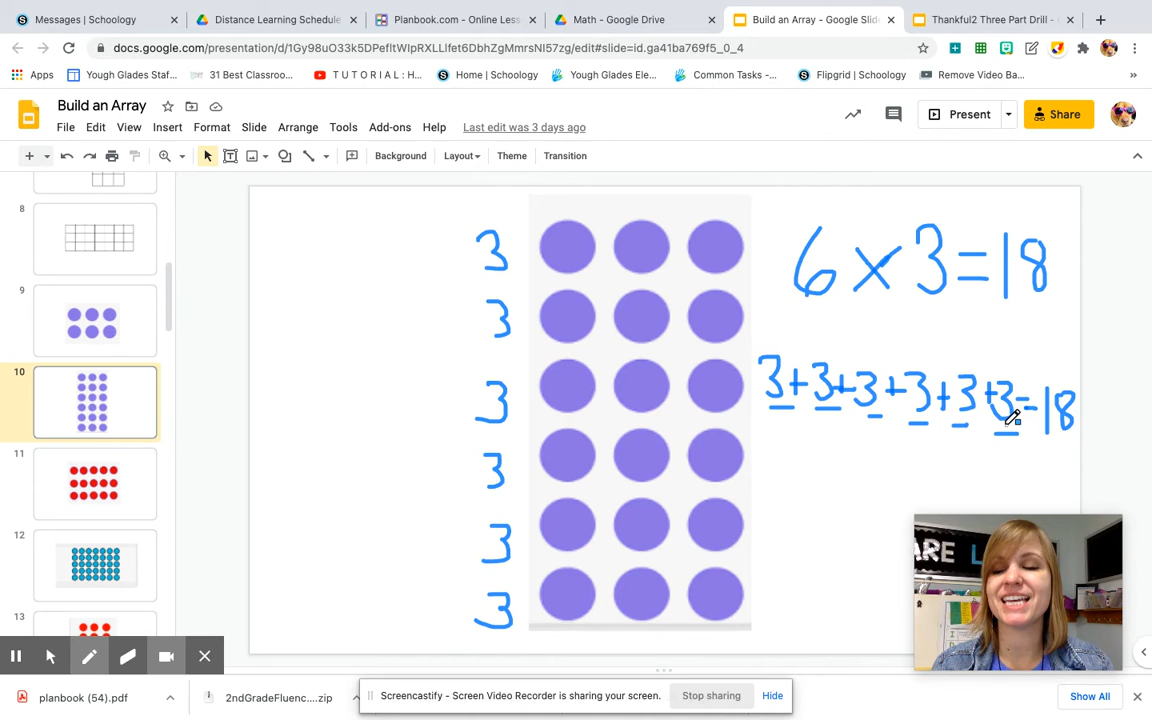 Messages | Schoology
Distance Learning Schedule
Planbook.com - Online Less
Math - Google Drive
Build an Array - Google Slid
Thankful2 Three Part Drill -
docs.google.com/presentation/d/1Gy98uO33k5DPefltWIpRXLLlfet6DbhZgMmrsNI57zg/edit#slide=id.ga41ba769f5_0_4
Apps
Yough Glades Staf...
31 Best Classroo...
T U T O R I A L : H...
Home | Schoology
Yough Glades Ele...
Common Tasks -...
Flipgrid | Schoology
Remove Video Ba...
»
Build an Array
File Edit View Insert Format Slide Arrange Tools Add-ons Help Last edit was 3 days ago
Present
Share
Background Layout Theme Transition
8
9
10
11
12
13
3
3
3
3
3
3
6 x 3 = 18
3+3+3+3+3+3=18
ARE
planbook (54).pdf
2ndGradeFluenc....zip
Screencastify - Screen Video Recorder is sharing your screen.
Stop sharing
Hide
Show All